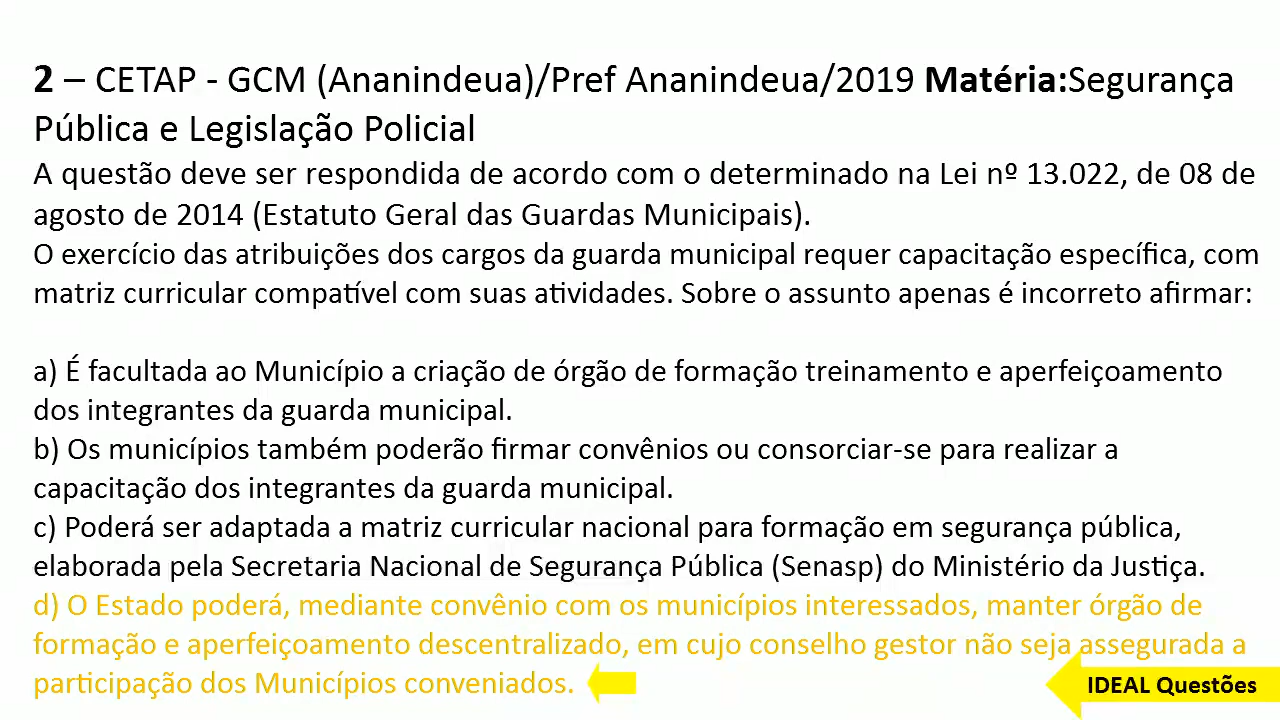 2 – CETAP - GCM (Ananindeua)/Pref Ananindeua/2019 Matéria:Segurança
Pública e Legislação Policial
A questão deve ser respondida de acordo com o determinado na Lei nº 13.022, de 08 de
agosto de 2014 (Estatuto Geral das Guardas Municipais).
O exercício das atribuições dos cargos da guarda municipal requer capacitação específica, com
matriz curricular compatível com suas atividades. Sobre o assunto apenas é incorreto afirmar:
a) É facultada ao Município a criação de órgão de formação treinamento e aperfeiçoamento
dos integrantes da guarda municipal.
b) Os municípios também poderão firmar convênios ou consorciar-se para realizar a
capacitação dos integrantes da guarda municipal.
c) Poderá ser adaptada a matriz curricular nacional para formação em segurança pública,
elaborada pela Secretaria Nacional de Segurança Pública (Senasp) do Ministério da Justiça.
d) O Estado poderá, mediante convênio com os municípios interessados, manter órgão de
formação e aperfeiçoamento descentralizado, em cujo conselho gestor não seja assegurada a
participação dos Municípios conveniados.
IDEAL Questões